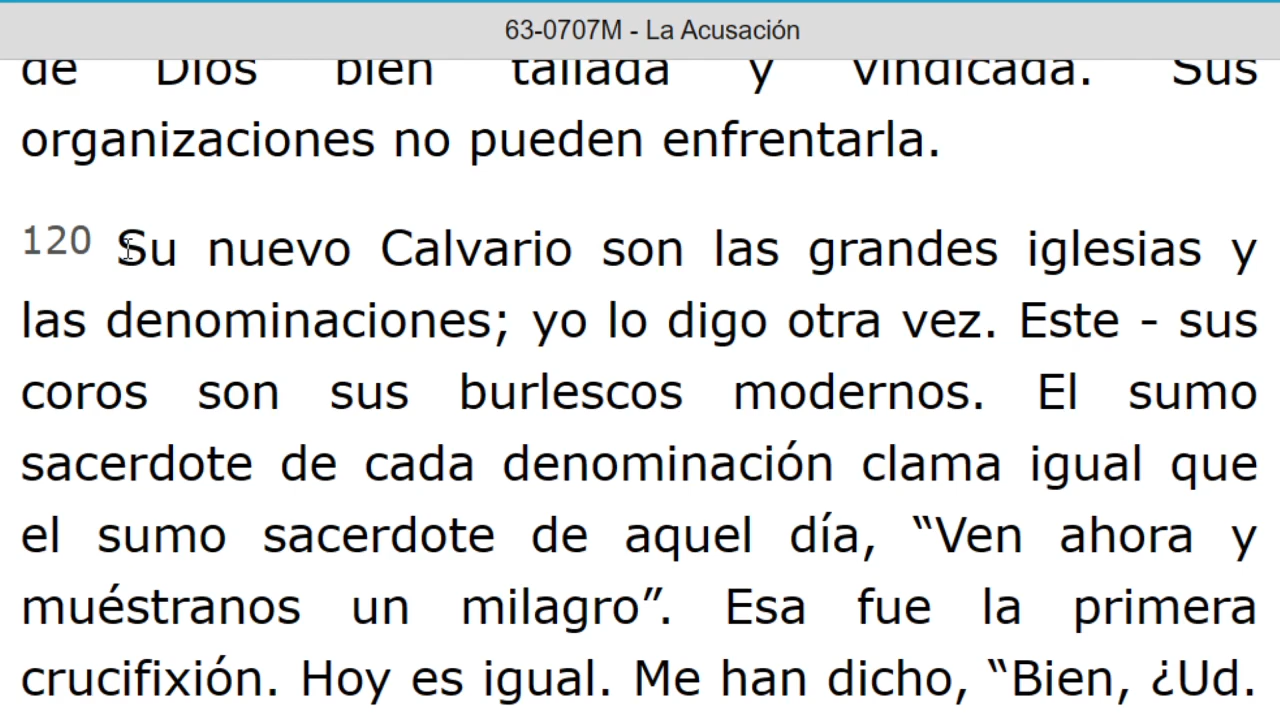 63-0707M - La Acusación
de Dios bien tallada y vindicada. Sus
organizaciones no pueden enfrentarla.
120 Su nuevo Calvario son las grandes iglesias y
las denominaciones; yo lo digo otra vez. Este - sus
coros son sus burlescos modernos. El sumo
sacerdote de cada denominación clama igual que
el sumo sacerdote de aquel día, “Ven ahora y
muéstranos un milagro”. Esa fue la primera
crucifixión. Hoy es igual. Me han dicho, “Bien, ¿Ud.